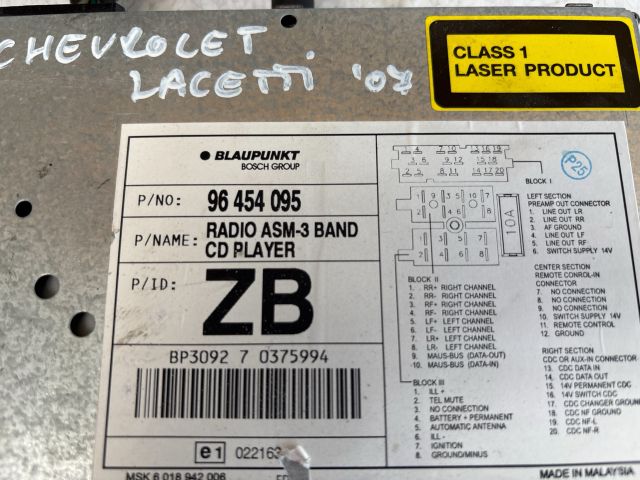 CHEVROLET
LACETTI '07
CLASS 1
LASER PRODUCT
BLAUPUNKT
BOSCH GROUP
P/NO: 96 454 095
P/NAME: RADIO ASM-3 BAND
CD PLAYER
P/ID: ZB
BP3092 7 0375994
e1 022163
MSK 6 018 942 006
P25
BLOCK I
10A
BLOCK II
1. RR+ RIGHT CHANNEL
2. RR- RIGHT CHANNEL
3. RF+ RIGHT CHANNEL
4. RF- RIGHT CHANNEL
5. LF+ LEFT CHANNEL
6. LF- LEFT CHANNEL
7. LR+ LEFT CHANNEL
8. LR- LEFT CHANNEL
9. MAUS-BUS (DATA-OUT)
10. MAUS-BUS (DATA-IN)
BLOCK III
1. ILL +
2. TEL MUTE
3. NO CONNECTION
4. BATTERY + PERMANENT
5. AUTOMATIC ANTENNA
6. ILL -
7. IGNITION
8. GROUND/MINUS
LEFT SECTION
PREAMP OUT CONNECTOR
1. LINE OUT LR
2. LINE OUT RR
3. AF GROUND
4. LINE OUT LF
5. LINE OUT RF
6. SWITCH SUPPLY 14V
CENTER SECTION
REMOTE CONROL-IN
CONNECTOR
7. NO CONNECTION
8. NO CONNECTION
9. NO CONNECTION
10. SWITCH SUPPLY 14V
11. REMOTE CONTROL
12. GROUND
RIGHT SECTION
CDC OR AUX-IN CONNECTOR
13. CDC DATA IN
14. CDC DATA OUT
15. 14V PERMANENT CDC
16. 14V SWITCH CDC
17. CDC CHANGER GROUND
18. CDC NF GROUND
19. CDC NF-L
20. CDC NF-R
MADE IN MALAYSIA